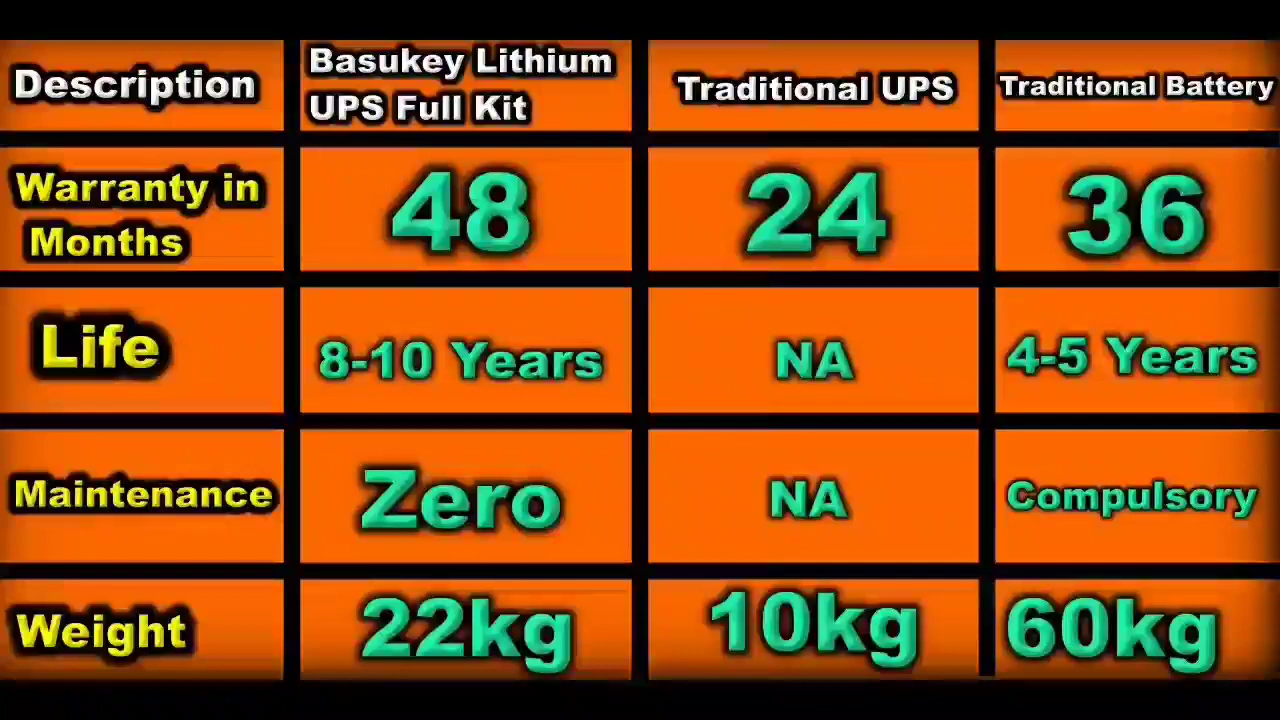 Description
Basukey Lithium
UPS Full Kit
Traditional UPS
Traditional Battery
Warranty in
Months
48
24
36
Life
8-10 Years
NA
4-5 Years
Maintenance
Zero
NA
Compulsory
Weight
22kg
10kg
60kg